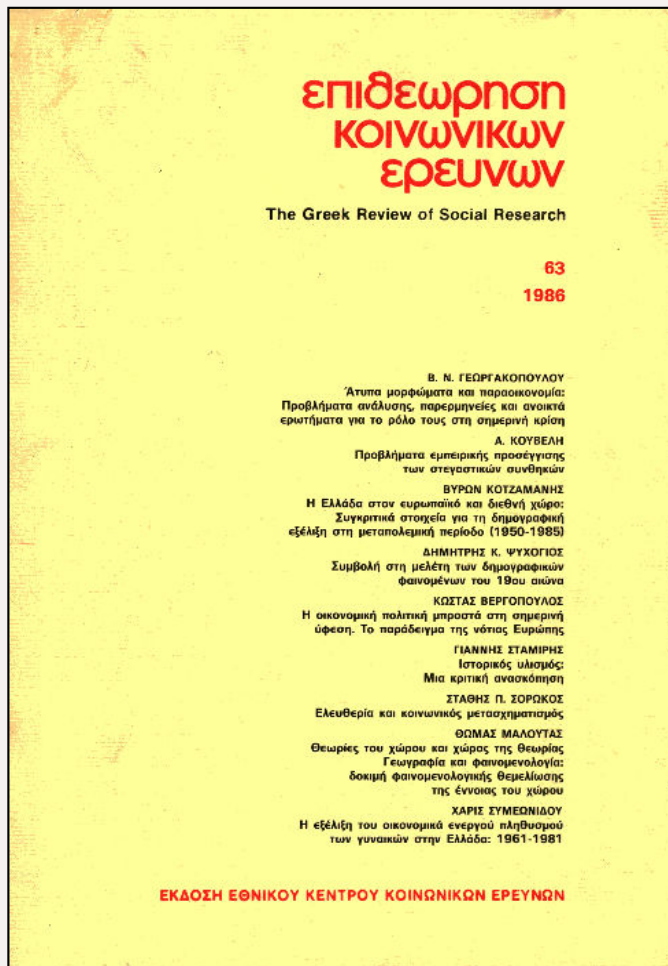 επιθεωρηση
κοινωνικων
ερευνων
The Greek Review of Social Research
63
1986
Β. Ν. ΓΕΩΡΓΑΚΟΠΟΥΛΟΥ
Άτυπα μορφώματα και παραοικονομία:
Προβλήματα ανάλυσης, παρερμηνείες και ανοικτά
ερωτήματα για το ρόλο τους στη σημερινή κρίση
Α. ΚΟΥΒΕΛΗ
Προβλήματα εμπειρικής προσέγγισης
των στεγαστικών συνθηκών
ΒΥΡΩΝ ΚΟΤΖΑΜΑΝΗΣ
Η Ελλάδα στον ευρωπαϊκό και διεθνή χώρο:
Συγκριτικά στοιχεία για τη δημογραφική
εξέλιξη στη μεταπολεμική περίοδο (1950-1985)
ΔΗΜΗΤΡΗΣ Κ. ΨΥΧΟΓΙΟΣ
Συμβολή στη μελέτη των δημογραφικών
φαινομένων του 19ου αιώνα
ΚΩΣΤΑΣ ΒΕΡΓΟΠΟΥΛΟΣ
Η οικονομική πολιτική μπροστά στη σημερινή
ύφεση. Το παράδειγμα της νότιας Ευρώπης
ΓΙΑΝΝΗΣ ΣΤΑΜΙΡΗΣ
Ιστορικός υλισμός:
Μια κριτική ανασκόπηση
ΣΤΑΘΗΣ Π. ΣΟΡΩΚΟΣ
Ελευθερία και κοινωνικός μετασχηματισμός
ΘΩΜΑΣ ΜΑΛΟΥΤΑΣ
Θεωρίες του χώρου και χώρος της θεωρίας
Γεωγραφία και φαινομενολογία:
δοκιμή φαινομενολογικής θεμελίωσης
της έννοιας του χώρου
ΧΑΡΙΣ ΣΥΜΕΩΝΙΔΟΥ
Η εξέλιξη του οικονομικά ενεργού πληθυσμού
των γυναικών στην Ελλάδα: 1961-1981
ΕΚΔΟΣΗ ΕΘΝΙΚΟΥ ΚΕΝΤΡΟΥ ΚΟΙΝΩΝΙΚΩΝ ΕΡΕΥΝΩΝ